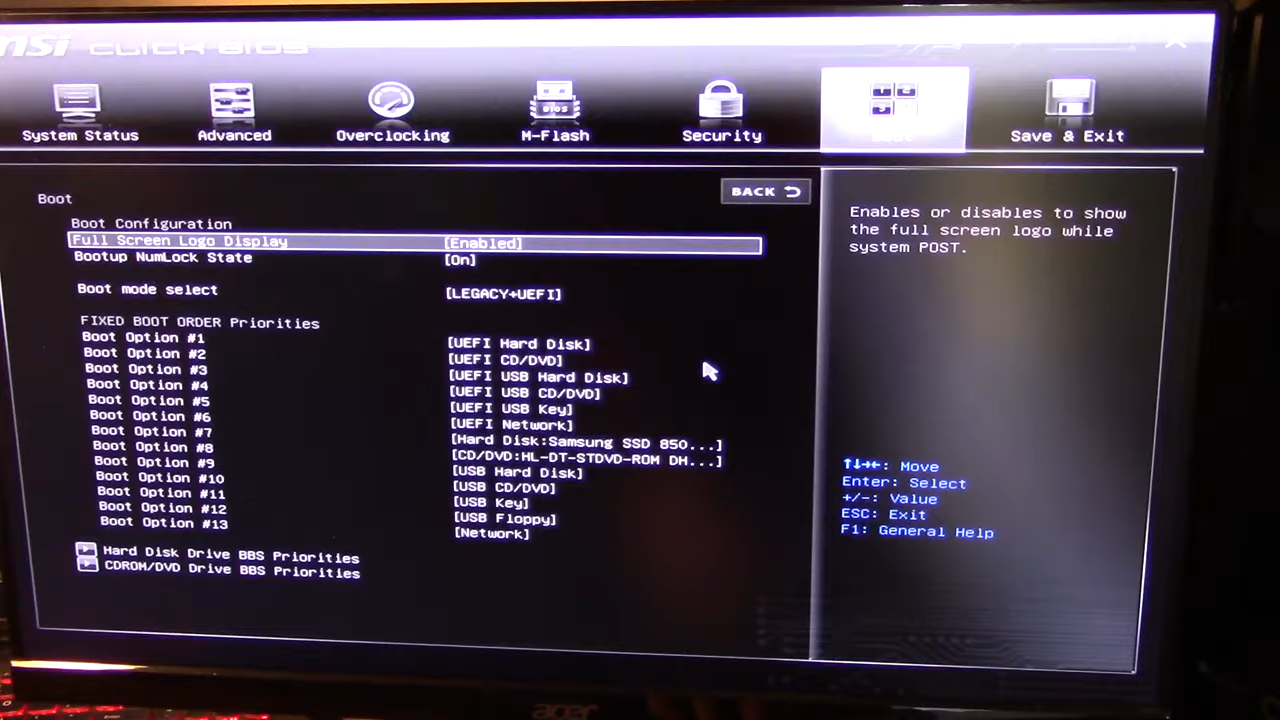 msi CLICK BIOS
System Status Advanced Overclocking M-Flash Security Boot Save & Exit
Boot
BACK
Boot Configuration
Full Screen Logo Display [Enabled]
Bootup NumLock State [On]
Boot mode select [LEGACY+UEFI]
FIXED BOOT ORDER Priorities
Boot Option #1 [UEFI Hard Disk]
Boot Option #2 [UEFI CD/DVD]
Boot Option #3 [UEFI USB Hard Disk]
Boot Option #4 [UEFI USB CD/DVD]
Boot Option #5 [UEFI USB Key]
Boot Option #6 [UEFI Network]
Boot Option #7 [Hard Disk:Samsung SSD 850...]
Boot Option #8 [CD/DVD:HL-DT-STDVD-ROM DH...]
Boot Option #9 [USB Hard Disk]
Boot Option #10 [USB CD/DVD]
Boot Option #11 [USB Key]
Boot Option #12 [USB Floppy]
Boot Option #13 [Network]
Hard Disk Drive BBS Priorities
CDROM/DVD Drive BBS Priorities
Enables or disables to show
the full screen logo while
system POST.
↑↓→←: Move
Enter: Select
+/-: Value
ESC: Exit
F1: General Help
acer